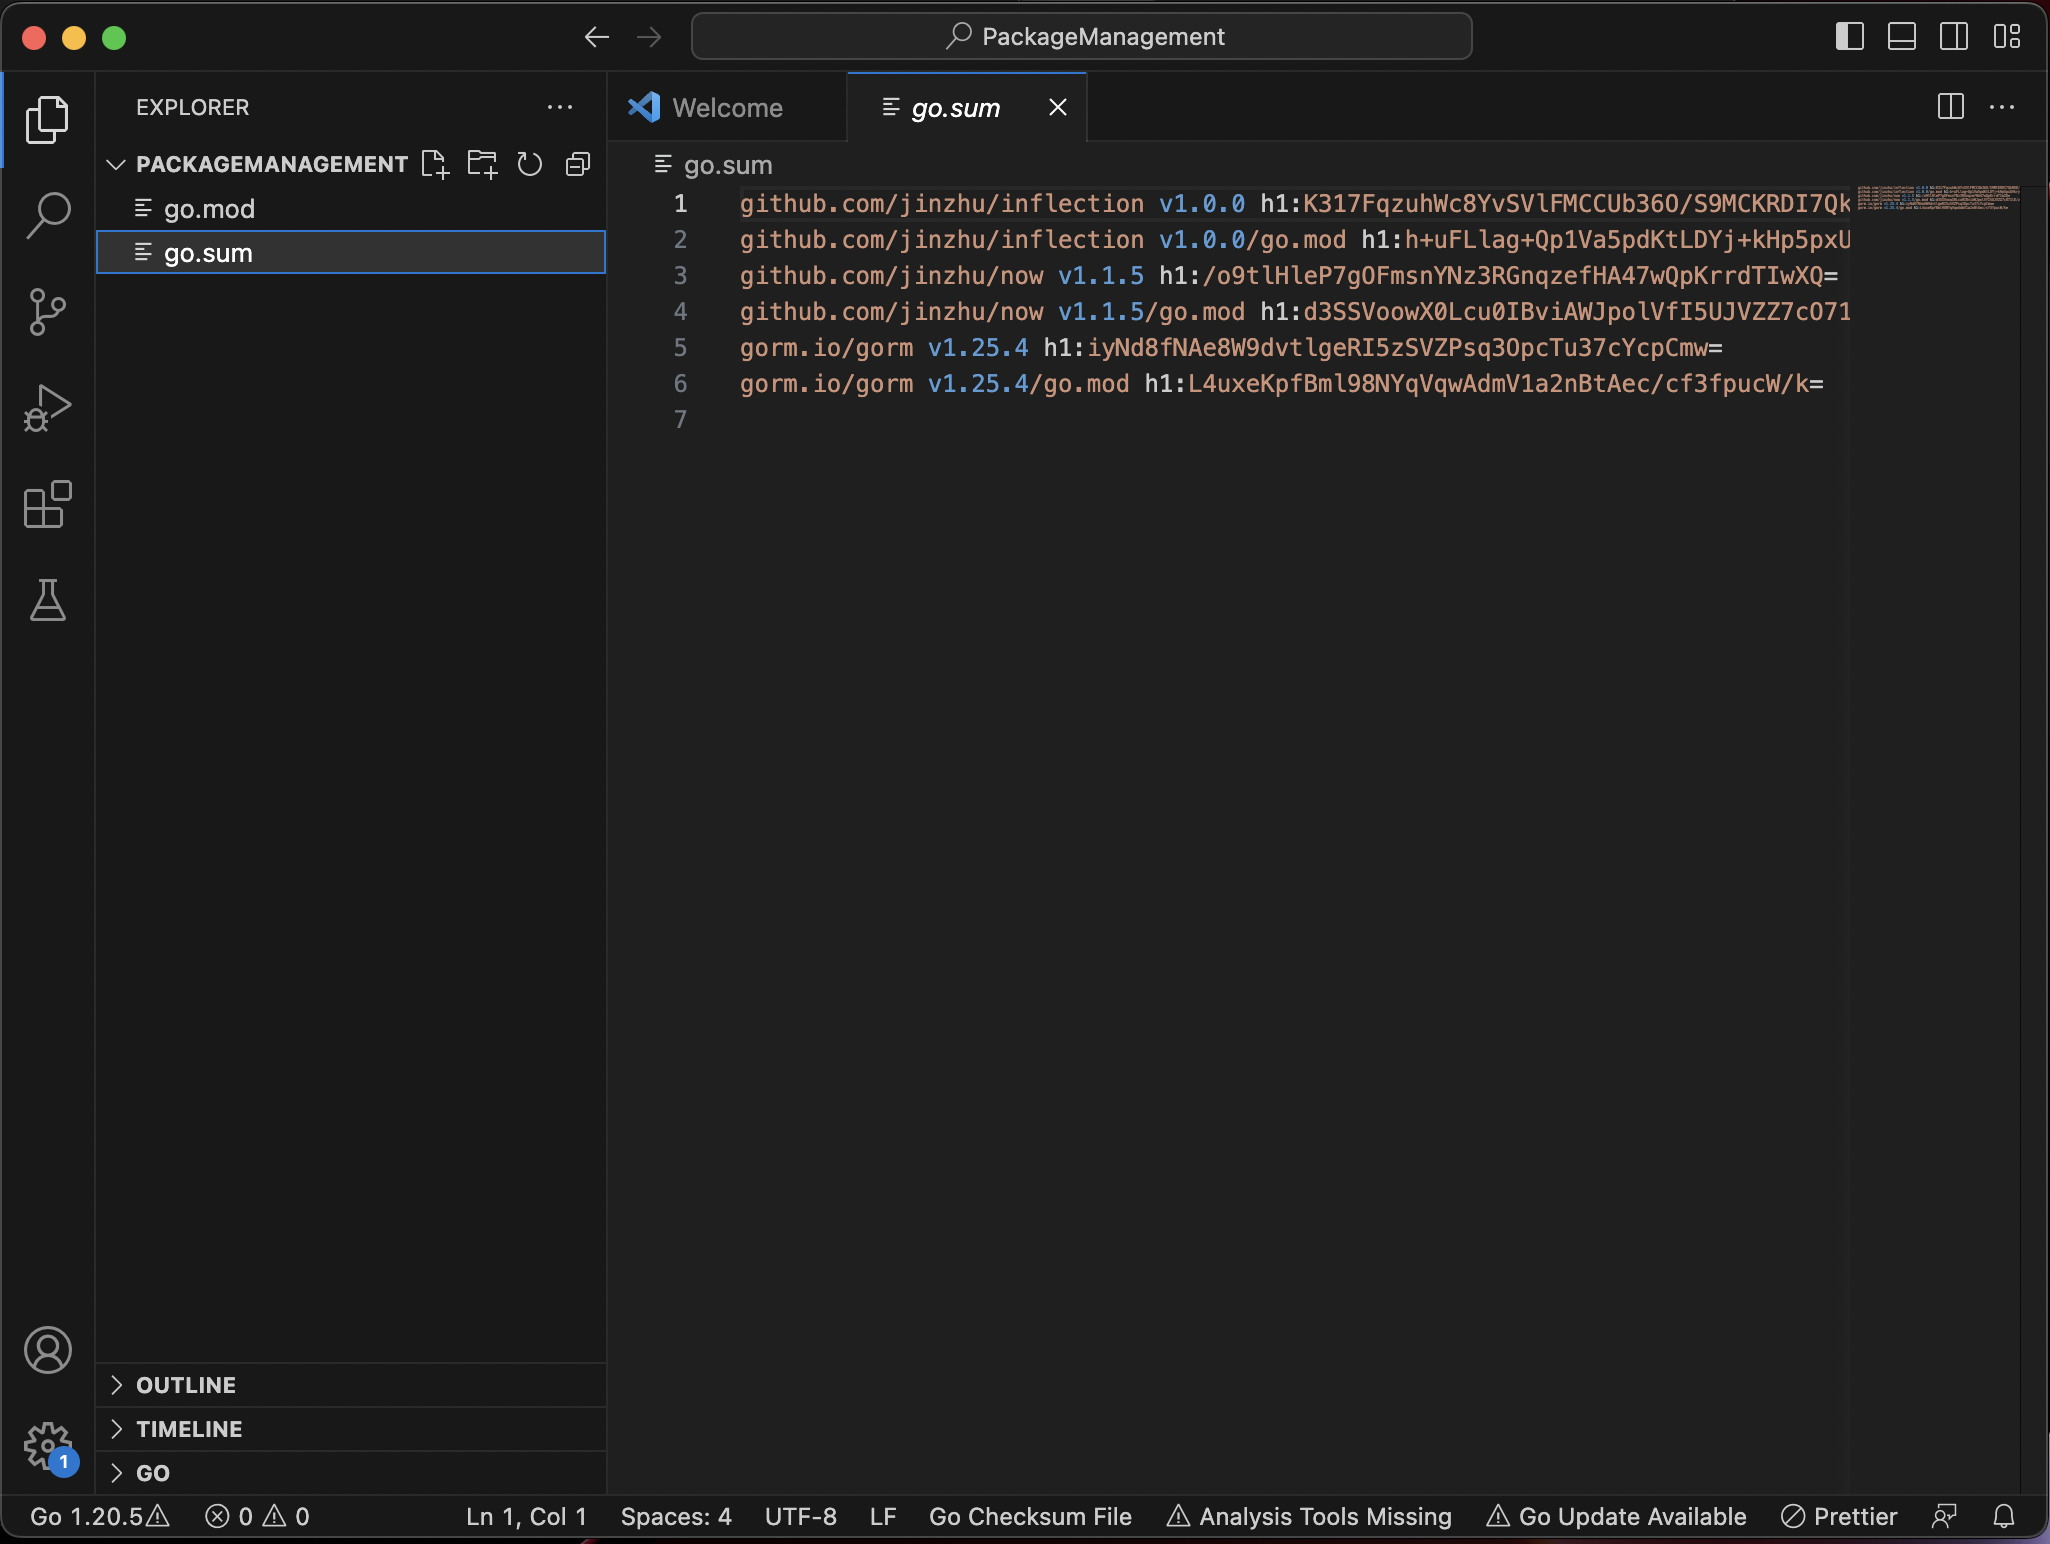 PackageManagement
EXPLORER
Welcome
go.sum
PACKAGEMANAGEMENT
go.mod
go.sum
go.sum
1 github.com/jinzhu/inflection v1.0.0 h1:K317FqzuhWc8YvSVlFMCCUb36O/S9MCKRDI7Qk
2 github.com/jinzhu/inflection v1.0.0/go.mod h1:h+uFLlag+Qp1Va5pdKtLDYj+kHp5pxU
3 github.com/jinzhu/now v1.1.5 h1:/o9tlHleP7gOFmsnYNz3RGnqzefHA47wQpKrrdTIwXQ=
4 github.com/jinzhu/now v1.1.5/go.mod h1:d3SSVoowX0Lcu0IBviAWJpolVfI5UJVZZ7cO71
5 gorm.io/gorm v1.25.4 h1:iyNd8fNAe8W9dvtlgeRI5zSVZPsq3OpcTu37cYcpCmw=
6 gorm.io/gorm v1.25.4/go.mod h1:L4uxeKpfBml98NYqVqwAdmV1a2nBtAec/cf3fpucW/k=
7
OUTLINE
TIMELINE
1
GO
Go 1.20.5 0 0 Ln 1, Col 1 Spaces: 4 UTF-8 LF Go Checksum File Analysis Tools Missing Go Update Available Prettier